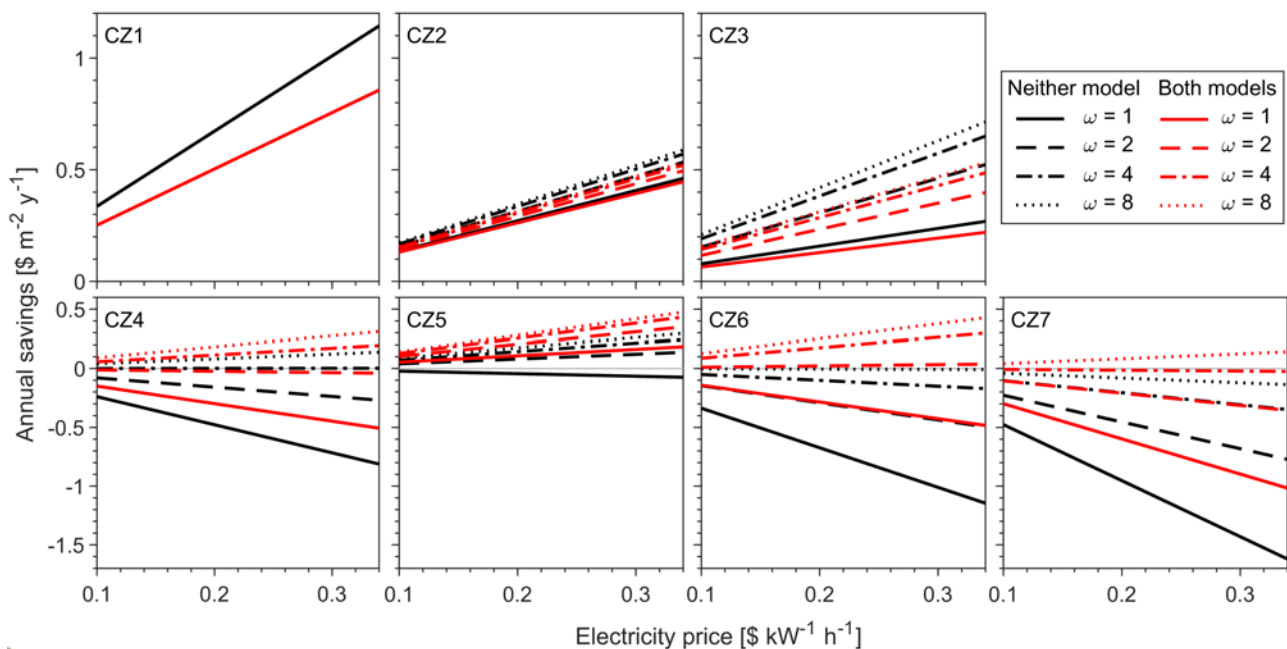 CZ1
CZ2
CZ3
Neither model Both models
ω = 1 ω = 1
ω = 2 ω = 2
ω = 4 ω = 4
ω = 8 ω = 8
1
0.5
0
CZ4
CZ5
CZ6
CZ7
0.5
0
-0.5
-1
-1.5
Annual savings [$ m⁻² y⁻¹]
0.1 0.2 0.3 0.1 0.2 0.3 0.1 0.2 0.3 0.1 0.2 0.3
Electricity price [$ kW⁻¹ h⁻¹]